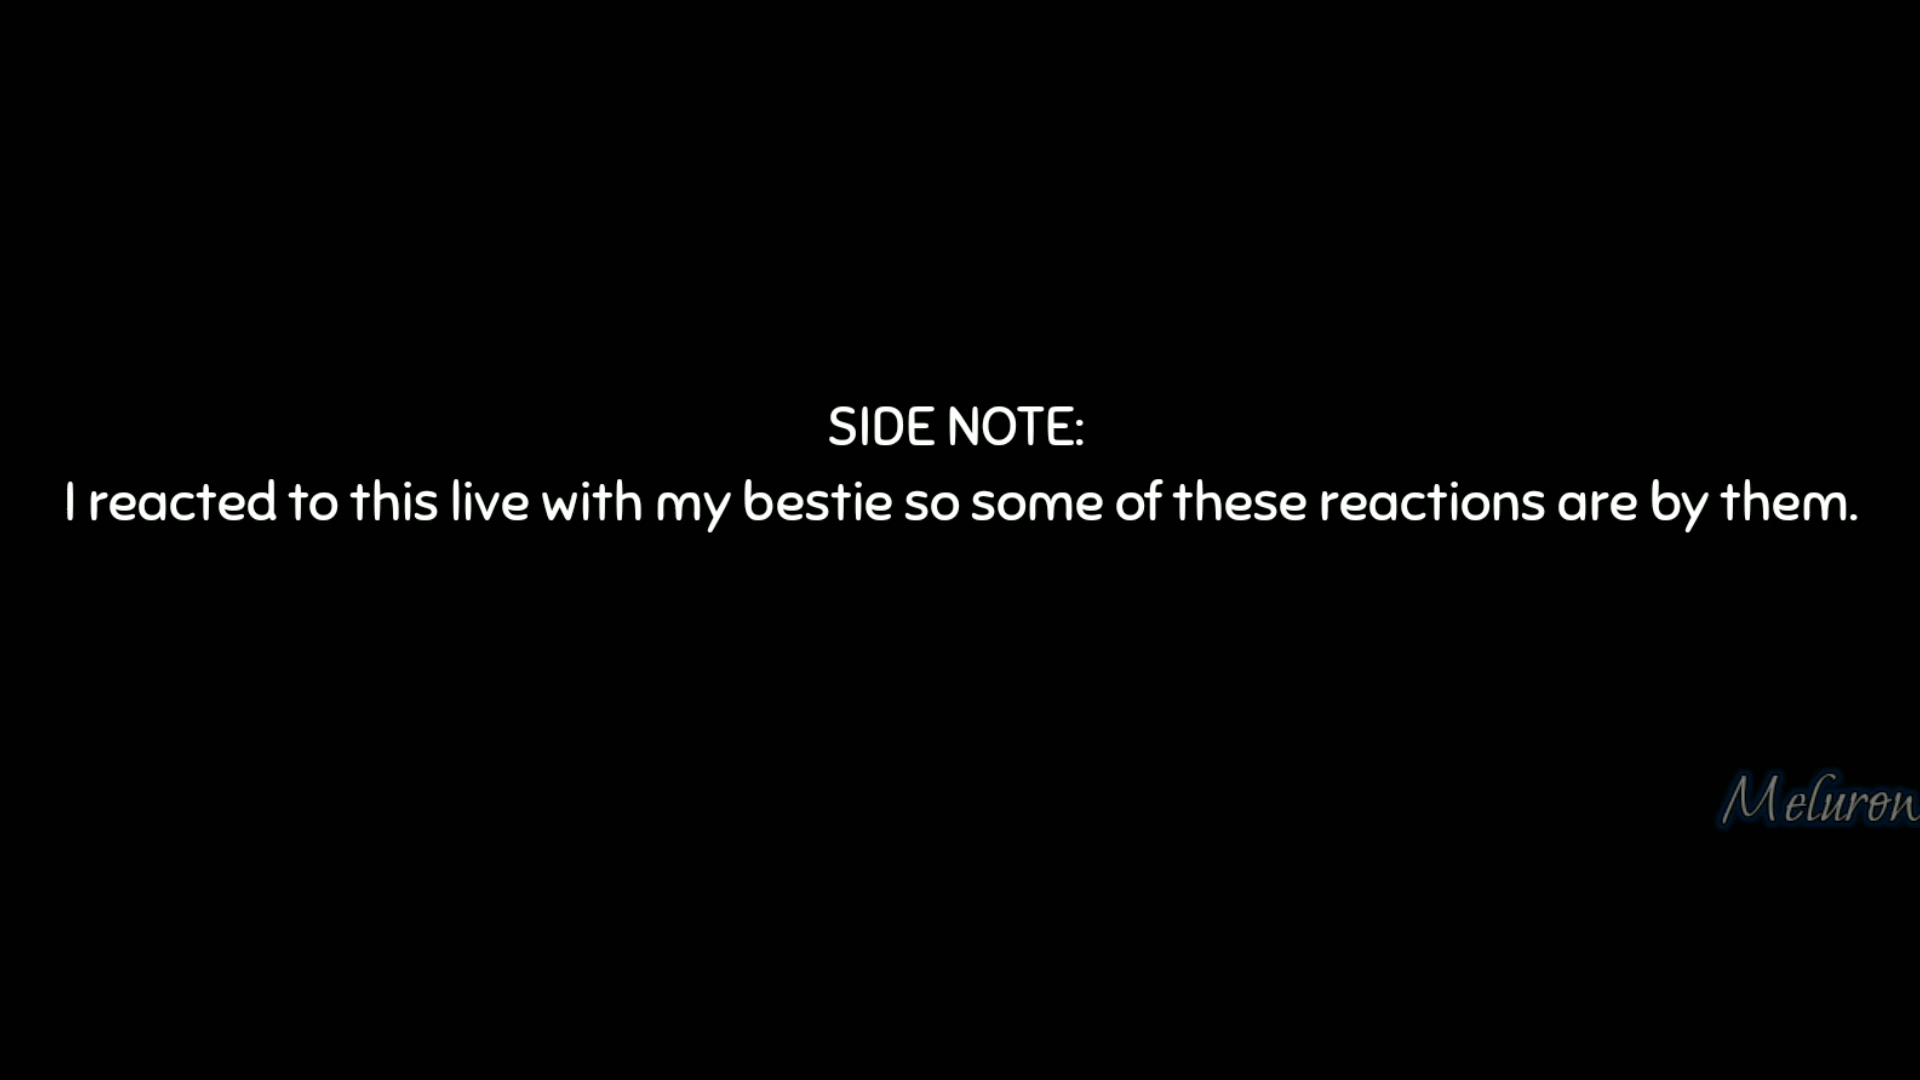 SIDE NOTE:
I reacted to this live with my bestie so some of these reactions are by them.
Meluron